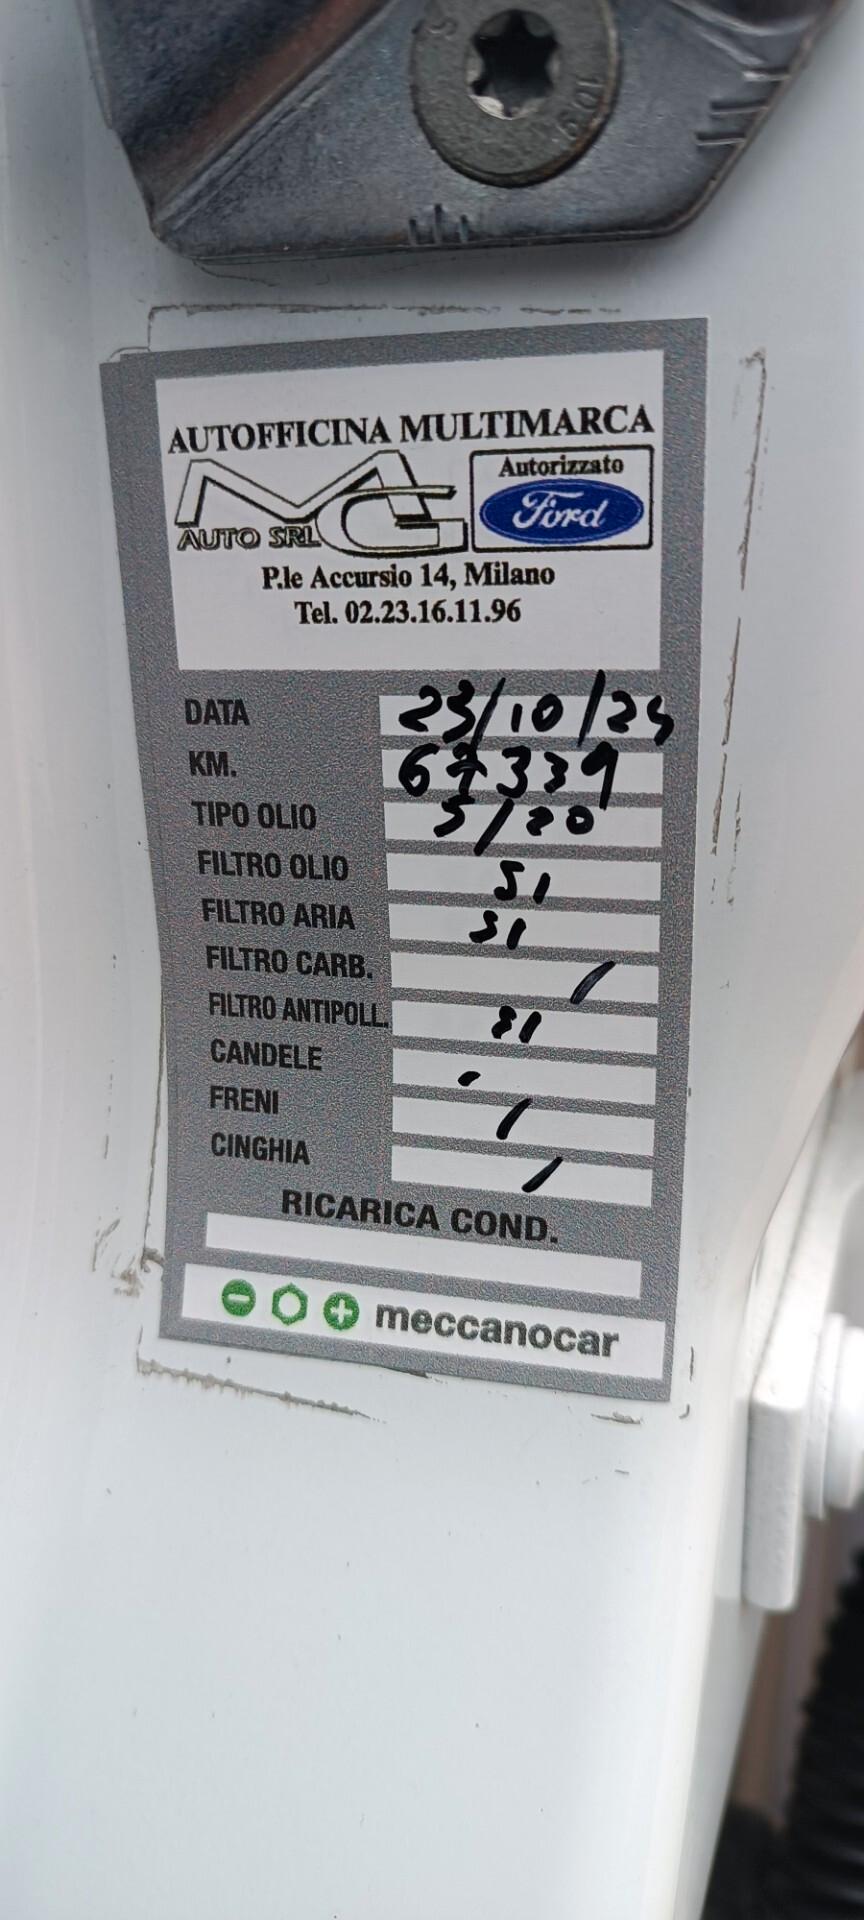 AUTOFFICINA MULTIMARCA
MG
AUTO SRL
Autorizzato
Ford
P.le Accursio 14, Milano
Tel. 02.23.16.11.96
DATA 23/10/
KM. 67339
TIPO OLIO 5/20
FILTRO OLIO SI
FILTRO ARIA SI
FILTRO CARB. /
FILTRO ANTIPOLL. SI
CANDELE
FRENI /
CINGHIA /
RICARICA COND.
meccanocar